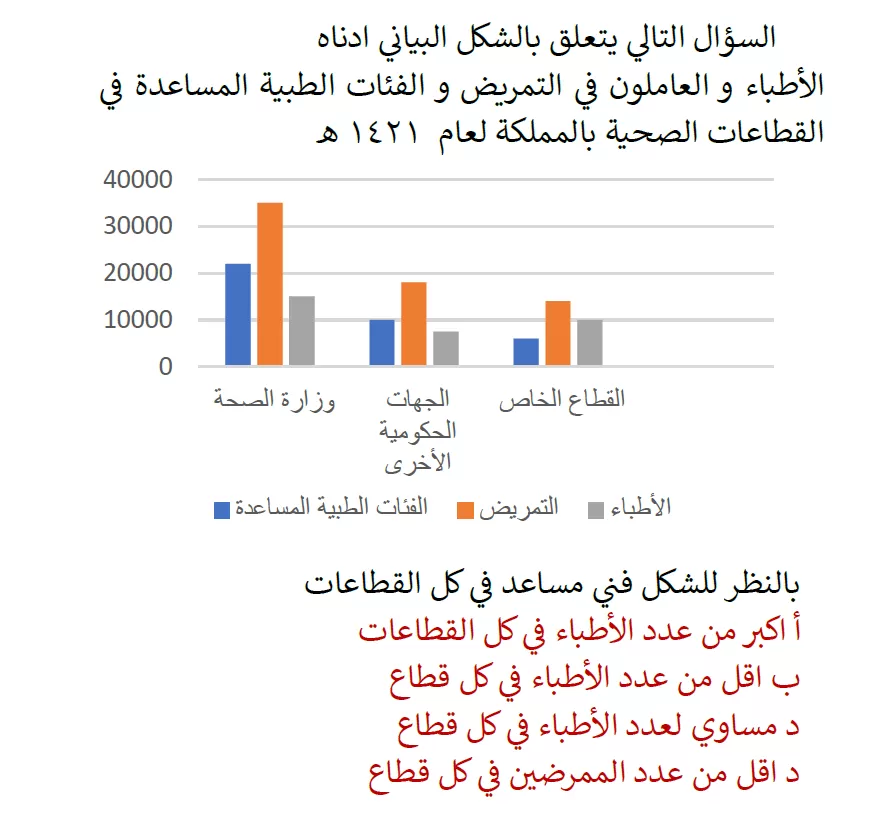 السؤال التالي يتعلق بالشكل البياني ادناه
الأطباء و العاملون في التمريض و الفئات الطبية المساعدة في
القطاعات الصحية بالمملكة لعام ١٤٢١ هـ
40000
30000
20000
10000
0
وزارة الصحة
الجهات
الحكومية
الأخرى
القطاع الخاص
الفئات الطبية المساعدة
التمريض
الأطباء
بالنظر للشكل فني مساعد في كل القطاعات
أ اكبر من عدد الأطباء في كل القطاعات
ب اقل من عدد الأطباء في كل قطاع
د مساوي لعدد الأطباء في كل قطاع
د اقل من عدد الممرضين في كل قطاع